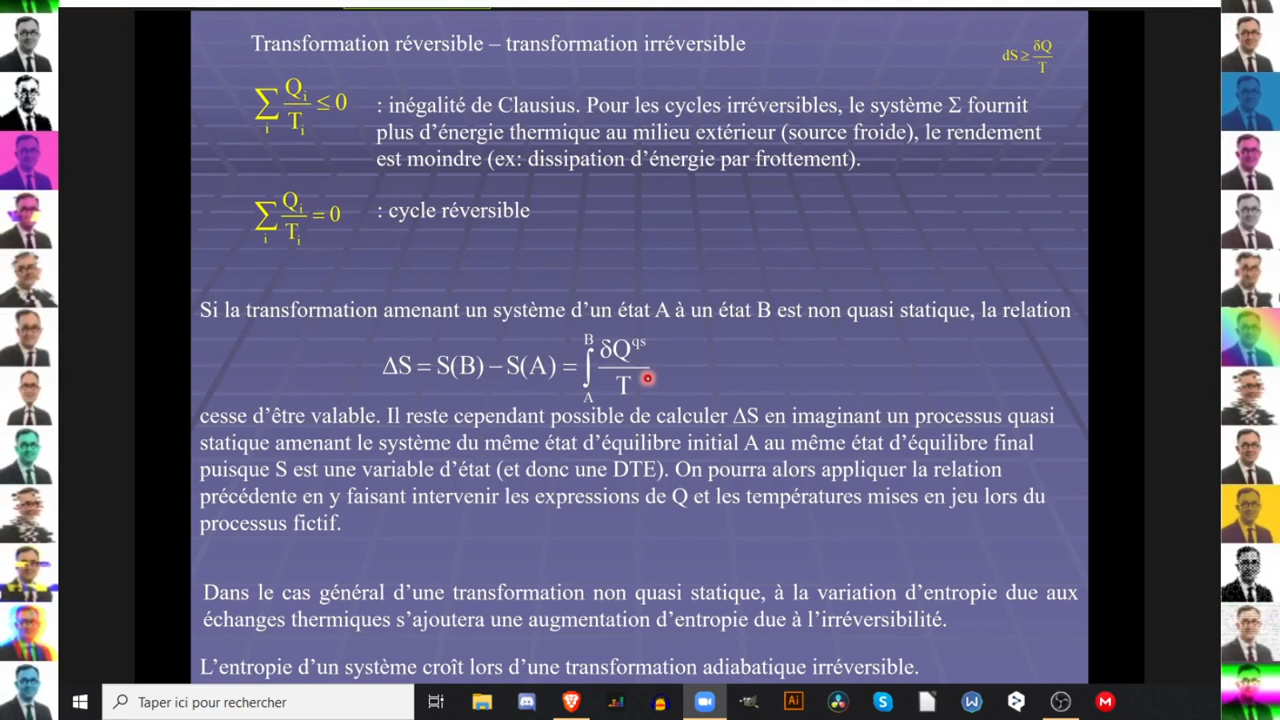 Transformation réversible – transformation irréversible
dS ≥ δQ/T
∑i Qi/Ti ≤ 0
: inégalité de Clausius. Pour les cycles irréversibles, le système Σ fournit
plus d’énergie thermique au milieu extérieur (source froide), le rendement
est moindre (ex: dissipation d’énergie par frottement).
∑i Qi/Ti = 0
: cycle réversible
Si la transformation amenant un système d’un état A à un état B est non quasi statique, la relation
ΔS = S(B) – S(A) = ∫_A^B δQ^qs/T
cesse d’être valable. Il reste cependant possible de calculer ΔS en imaginant un processus quasi
statique amenant le système du même état d’équilibre initial A au même état d’équilibre final
puisque S est une variable d’état (et donc une DTE). On pourra alors appliquer la relation
précédente en y faisant intervenir les expressions de Q et les températures mises en jeu lors du
processus fictif.
Dans le cas général d’une transformation non quasi statique, à la variation d’entropie due aux
échanges thermiques s’ajoutera une augmentation d’entropie due à l’irréversibilité.
L’entropie d’un système croît lors d’une transformation adiabatique irréversible.
Taper ici pour rechercher
Ai
S
W
M